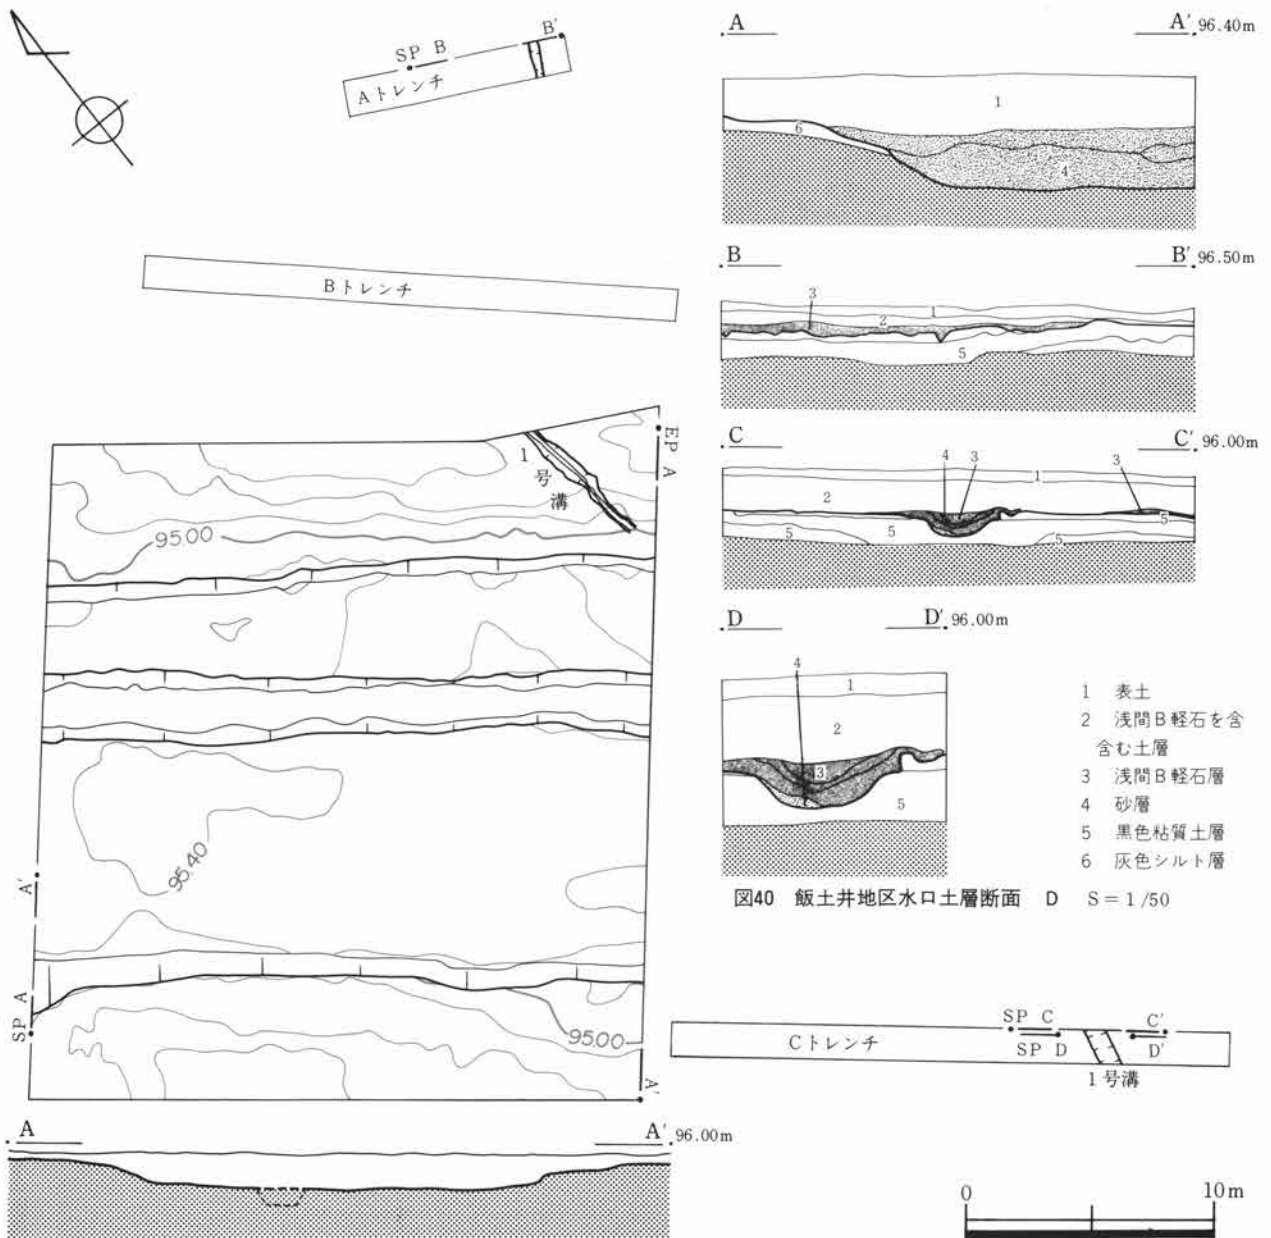 SP B B′
Aトレンチ
Bトレンチ
1号溝
EP A
95.00
95.40
A′
SP A
95.00
A′
A A′ 96.00m
A A′ 96.40m
1
6
4
B B′ 96.50m
3
1
2
5
C C′ 96.00m
4 3 3
1
2
5
5 5 5
D D′ 96.00m
4
1
2
3
5
1 表土
2 浅間B軽石を含
含む土層
3 浅間B軽石層
4 砂層
5 黒色粘質土層
6 灰色シルト層
図40 飯土井地区水口土層断面 D S=1/50
SP C C′
Cトレンチ
SP D D′
1号溝
0 10m